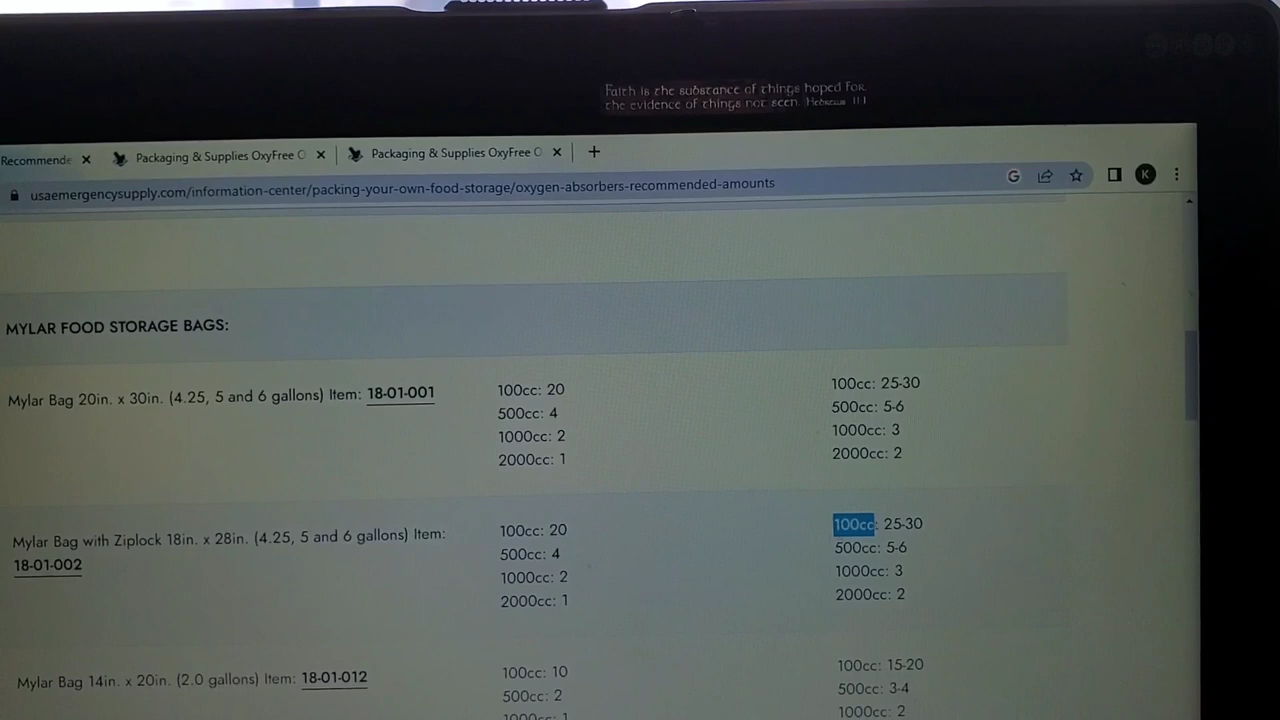 Faith is the substance of things hoped for,
the evidence of things not seen. Hebrews 11:1
Recommende
Packaging & Supplies OxyFree O
Packaging & Supplies OxyFree O
usaemergencysupply.com/information-center/packing-your-own-food-storage/oxygen-absorbers-recommended-amounts
G
K
MYLAR FOOD STORAGE BAGS:
Mylar Bag 20in. x 30in. (4.25, 5 and 6 gallons) Item: 18-01-001
100cc: 20
500cc: 4
1000cc: 2
2000cc: 1
100cc: 25-30
500cc: 5-6
1000cc: 3
2000cc: 2
Mylar Bag with Ziplock 18in. x 28in. (4.25, 5 and 6 gallons) Item:
18-01-002
100cc: 20
500cc: 4
1000cc: 2
2000cc: 1
100cc: 25-30
500cc: 5-6
1000cc: 3
2000cc: 2
Mylar Bag 14in. x 20in. (2.0 gallons) Item: 18-01-012
100cc: 10
500cc: 2
1000cc: 1
100cc: 15-20
500cc: 3-4
1000cc: 2